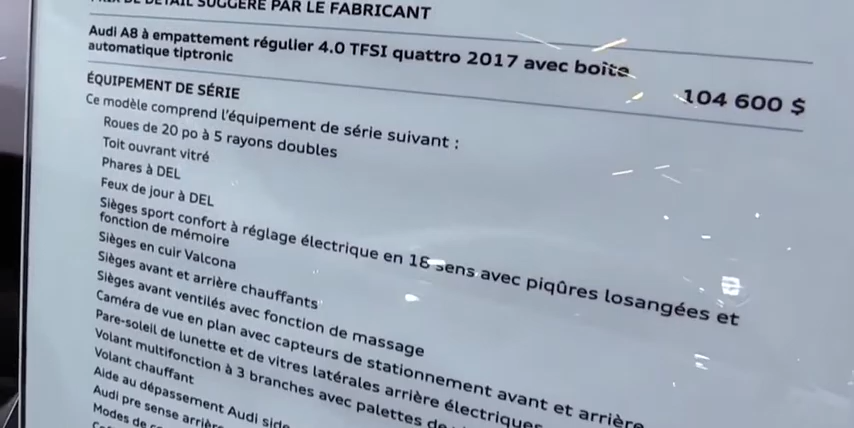 DE DÉTAIL SUGGÉRÉ PAR LE FABRICANT
Audi A8 à empattement régulier 4.0 TFSI quattro 2017 avec boîte
automatique tiptronic
104 600 $
ÉQUIPEMENT DE SÉRIE
Ce modèle comprend l'équipement de série suivant :
Roues de 20 po à 5 rayons doubles
Toit ouvrant vitré
Phares à DEL
Feux de jour à DEL
Sièges sport confort à réglage électrique en 18 sens avec piqûres losangées et
fonction de mémoire
Sièges en cuir Valcona
Sièges avant et arrière chauffants
Sièges avant ventilés avec fonction de massage
Caméra de vue en plan avec capteurs de stationnement avant et arrière
Pare-soleil de lunette et de vitres latérales arrière électriques
Volant multifonction à 3 branches avec palettes de
Volant chauffant
Aide au dépassement Audi side
Audi pre sense arrière
Modes de